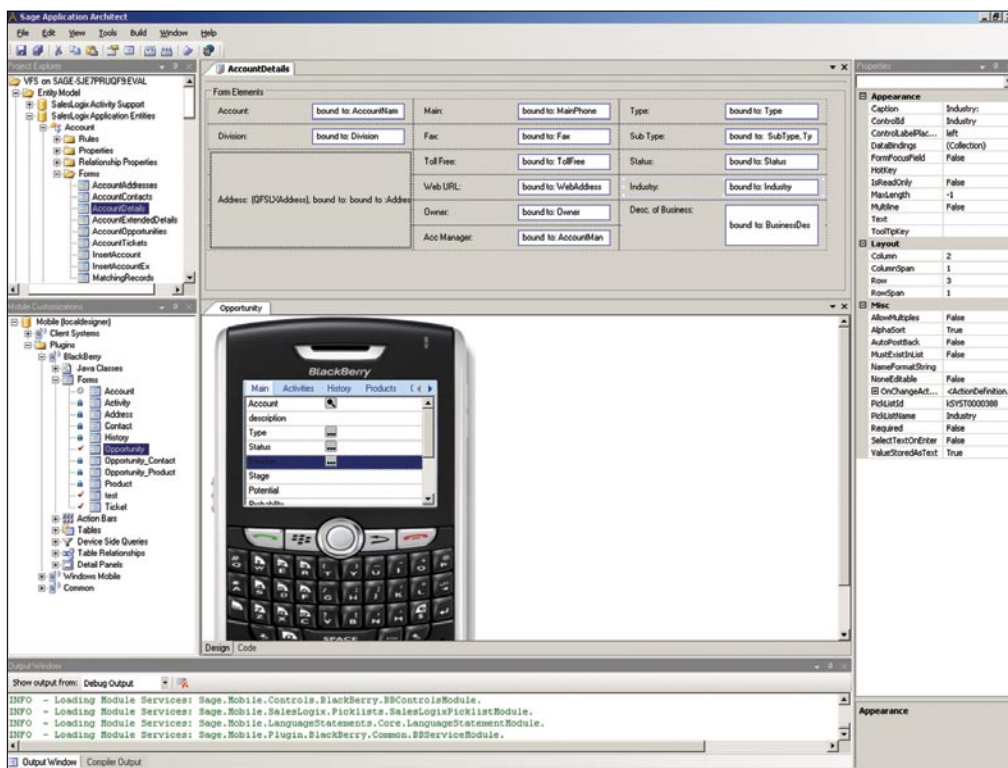 Sage Application Architect
File Edit View Tools Build Window Help
Project Explorer
VFS on SAGE-SJE7PRUQF9:EVAL
Entity Model
SalesLogix Activity Support
SalesLogix Application Entities
Account
Rules
Properties
Relationship Properties
Forms
AccountAddresses
AccountContacts
AccountDetails
AccountExtendedDetails
AccountOpportunities
AccountTickets
InsertAccount
InsertAccountEx
MatchingRecords
AccountDetails
Form Elements
Account: bound to: AccountNam Main: bound to: MainPhone Type: bound to: Type
Division: bound to: Division Fax: bound to: Fax Sub Type: bound to: SubType, Ty
Toll Free: bound to: TollFree Status: bound to: Status
Address: (QFSLXAddress), bound to: bound to :Addres Web URL: bound to: WebAddress Industry: bound to: Industry
Owner: bound to: Owner Desc. of Business: bound to: BusinessDes
Acc Manager: bound to: AccountMan
Properties
Appearance
Caption Industry:
ControlId Industry
ControlLabelPlac... left
DataBindings (Collection)
FormFocusField False
HotKey
IsReadOnly False
MaxLength -1
Multiline False
Text
ToolTipKey
Layout
Column 2
ColumnSpan 1
Row 3
RowSpan 1
Misc
AllowMultiples False
AlphaSort True
AutoPostBack False
MustExistInList False
NameFormatString
NoneEditable False
OnChangeAct... <ActionDefinition.
PickListId kSYST0000388
PickListName Industry
Required False
SelectTextOnEnter False
ValueStoredAsText True
Appearance
Mobile Customizations
Mobile (localdesigner)
Client Systems
Plugins
BlackBerry
Java Classes
Forms
Account
Activity
Address
Contact
History
Opportunity
Opportunity_Contact
Opportunity_Product
Product
test
Ticket
Action Bars
Tables
Device Side Queries
Table Relationships
Detail Panels
Windows Mobile
Common
Opportunity
BlackBerry
Main Activities History Products
Account
description
Type
Status
Stage
Potential
Probability
SPACE
Design Code
Output Window
Show output from: Debug Output
INFO - Loading Module Services: Sage.Mobile.Controls.BlackBerry.BBControlsModule.
INFO - Loading Module Services: Sage.Mobile.SalesLogix.Picklists.SalesLogixPicklistModule.
INFO - Loading Module Services: Sage.Mobile.LanguageStatements.Core.LanguageStatementModule.
INFO - Loading Module Services: Sage.Mobile.Plugin.BlackBerry.Common.BBServiceModule.
Output Window Compiler Output